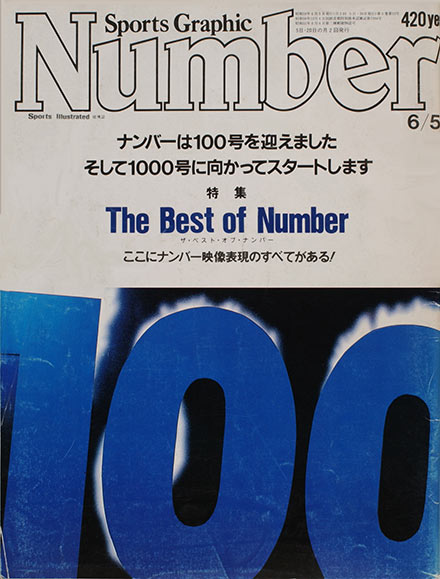 Sports Graphic
Number
420ye
6/5
Sports Illustrated
ナンバーは100号を迎えました
そして1000号に向かってスタートします
特集
The Best of Number
ザ・ベスト・オブ・ナンバー
ここにナンバー映像表現のすべてがある!
100